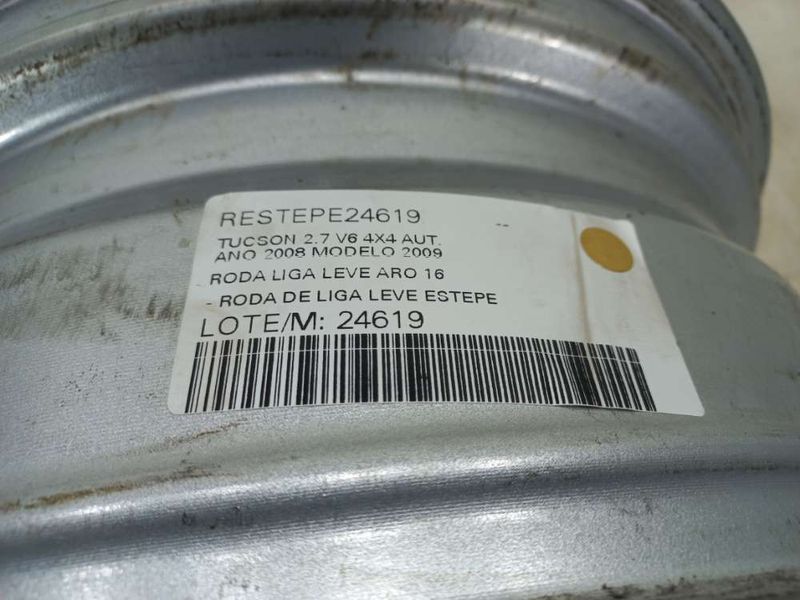 RESTEPE24619
TUCSON 2.7 V6 4X4 AUT.
ANO 2008 MODELO 2009
RODA LIGA LEVE ARO 16
- RODA DE LIGA LEVE ESTEPE
LOTE/M: 24619